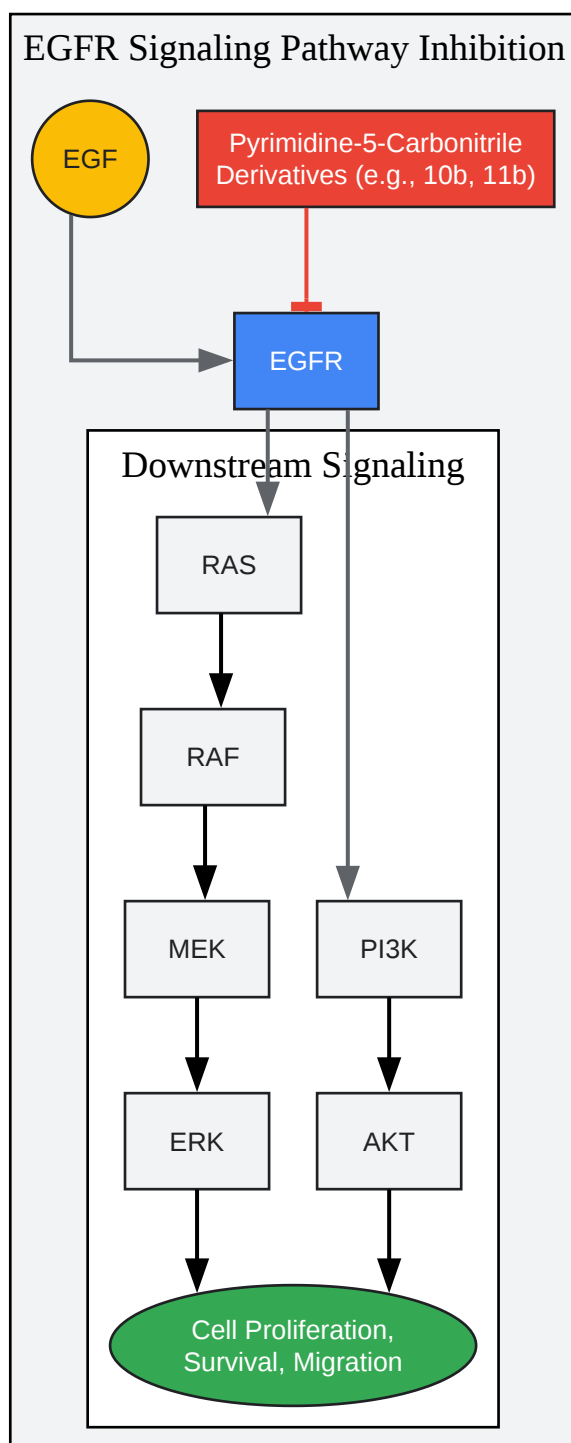 EGFR Signaling Pathway Inhibition
EGF
Pyrimidine-5-Carbonitrile
Derivatives (e.g., 10b, 11b)
EGFR
Downstream Signaling
RAS
RAF
MEK
PI3K
ERK
AKT
Cell Proliferation,
Survival, Migration